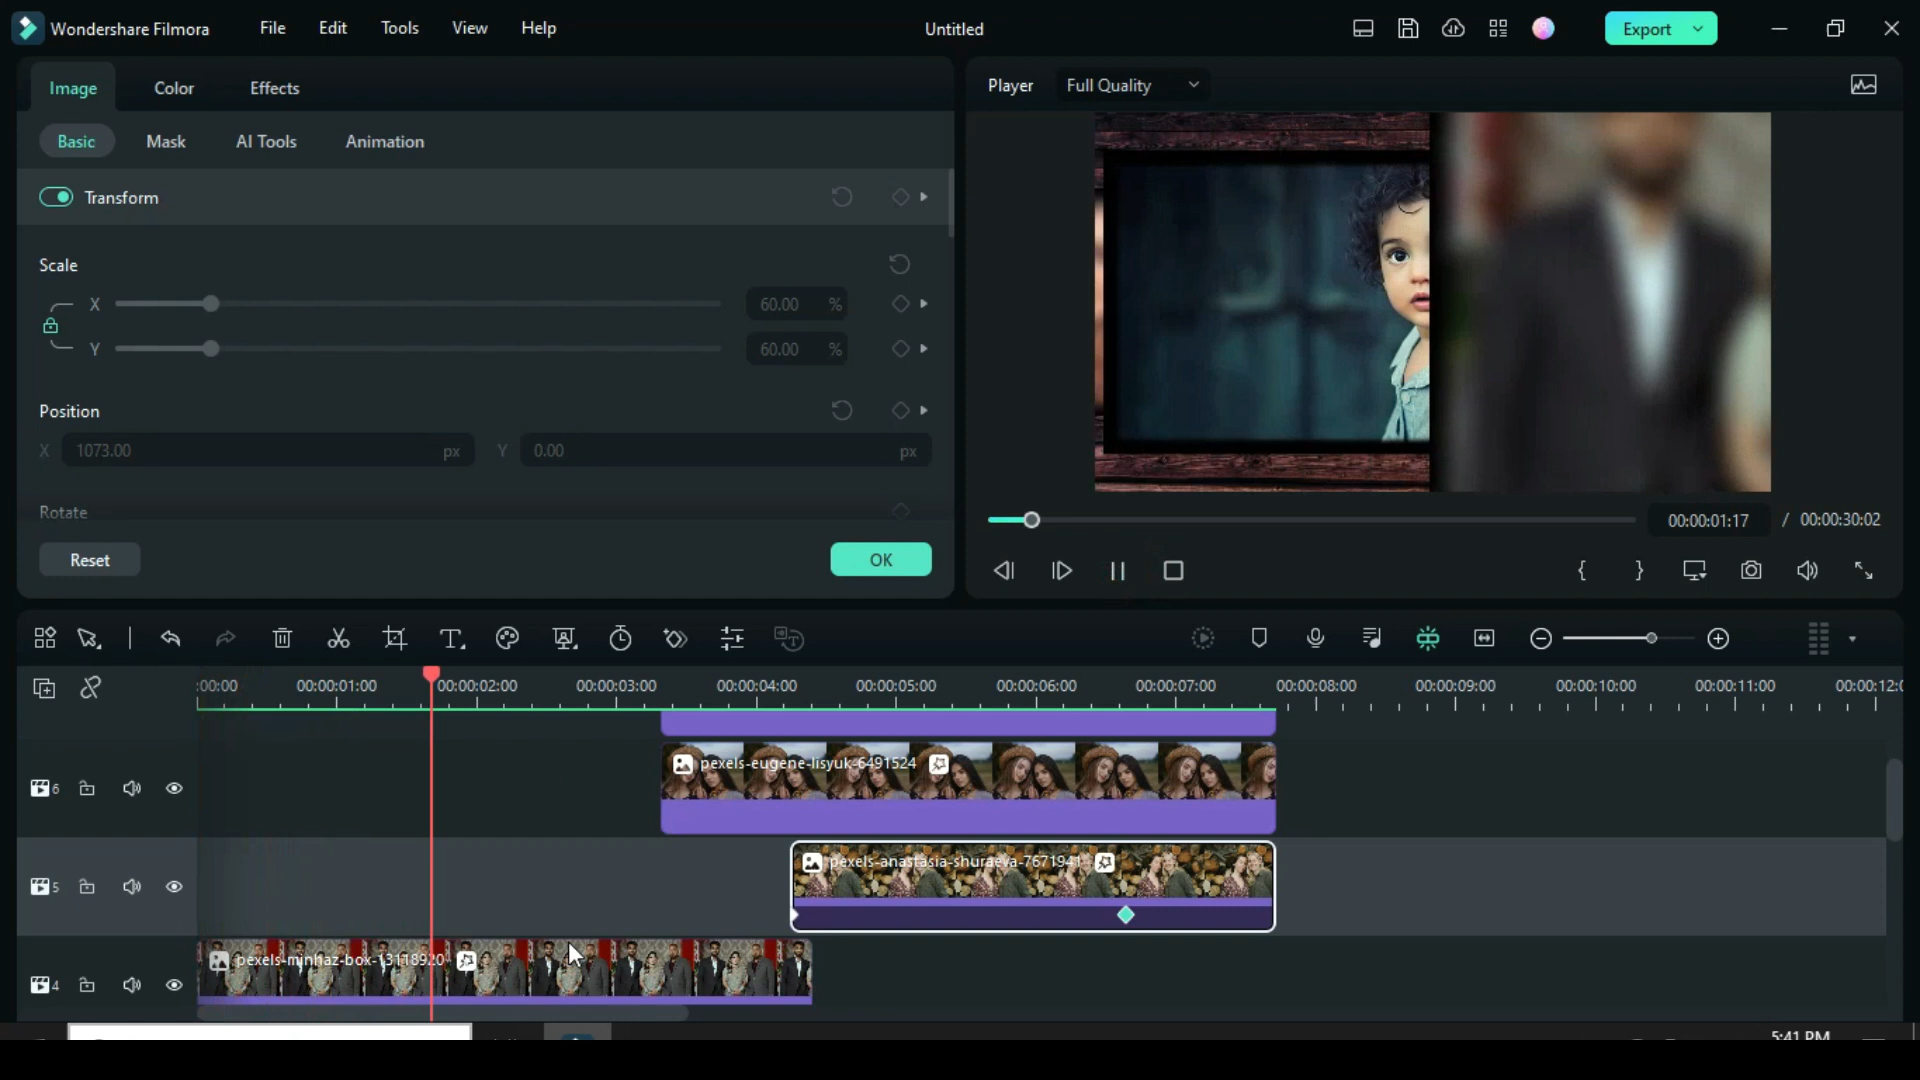 Wondershare Filmora
File Edit Tools View Help
Untitled
Export
Image Color Effects
Player Full Quality
Basic Mask AI Tools Animation
Transform
Scale
X 60.00 %
Y 60.00 %
Position
X 1073.00 px Y 0.00 px
Rotate
Reset OK
00:00:01:17 / 00:00:30:02
:00:00 00:00:01:00 00:00:02:00 00:00:03:00 00:00:04:00 00:00:05:00 00:00:06:00 00:00:07:00 00:00:08:00 00:00:09:00 00:00:10:00 00:00:11:00 00:00:12:0
pexels-eugene-lisyuk-6491524
6
pexels-anastasia-shuraeva-7671941
5
pexels-minhaz-box-13118920
4
5:41 PM